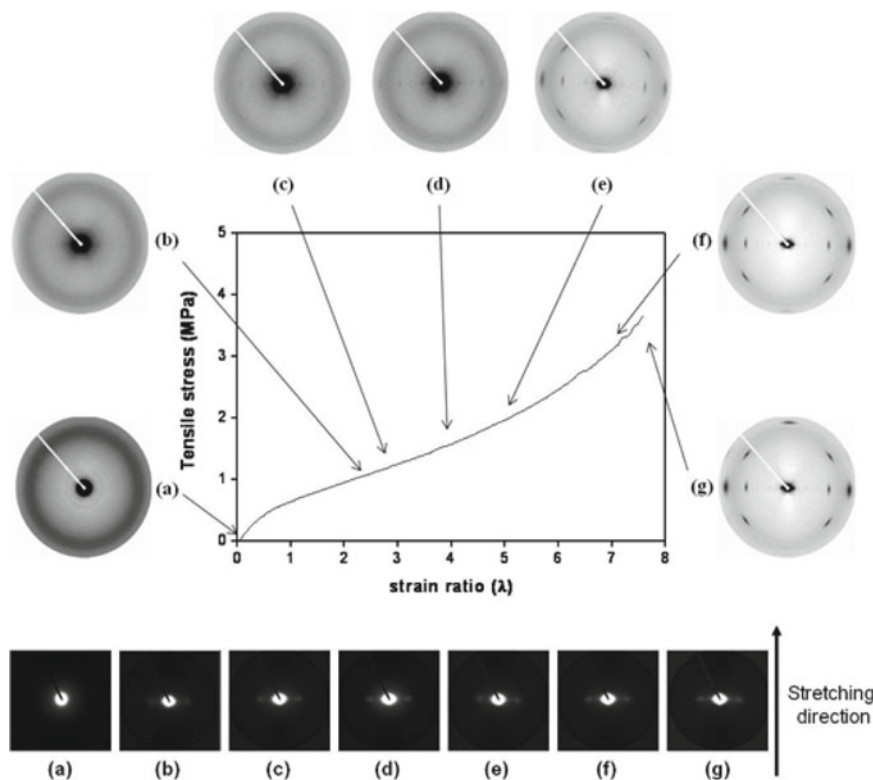 (c)
(d)
(e)
(b)
(f)
(a)
(g)
5
4
3
2
1
0
Tensile stress (MPa)
0 1 2 3 4 5 6 7 8
strain ratio (λ)
Stretching
direction
(a) (b) (c) (d) (e) (f) (g)